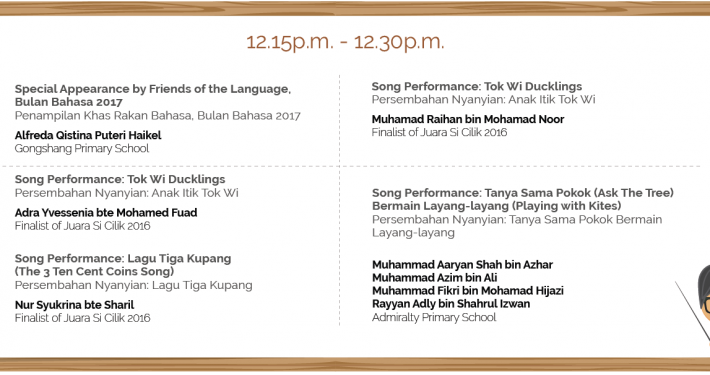 12.15p.m. - 12.30p.m.
Special Appearance by Friends of the Language,
Bulan Bahasa 2017
Penampilan Khas Rakan Bahasa, Bulan Bahasa 2017
Alfreda Qistina Puteri Haikel
Gongshang Primary School
Song Performance: Tok Wi Ducklings
Persembahan Nyanyian: Anak Itik Tok Wi
Adra Yvessenia bte Mohamed Fuad
Finalist of Juara Si Cilik 2016
Song Performance: Lagu Tiga Kupang
(The 3 Ten Cent Coins Song)
Persembahan Nyanyian: Lagu Tiga Kupang
Nur Syukrina bte Sharil
Finalist of Juara Si Cilik 2016
Song Performance: Tok Wi Ducklings
Persembahan Nyanyian: Anak Itik Tok Wi
Muhamad Raihan bin Mohamad Noor
Finalist of Juara Si Cilik 2016
Song Performance: Tanya Sama Pokok (Ask The Tree)
Bermain Layang-layang (Playing with Kites)
Persembahan Nyanyian: Tanya Sama Pokok Bermain
Layang-layang
Muhammad Aaryan Shah bin Azhar
Muhammad Azim bin Ali
Muhammad Fikri bin Mohamad Hijazi
Rayyan Adly bin Shahrul Izwan
Admiralty Primary School